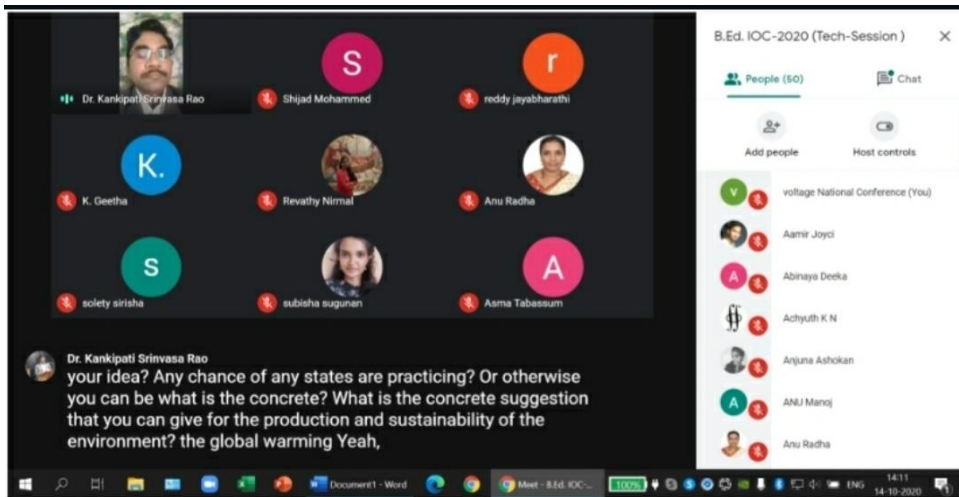 B.Ed. IOC-2020 (Tech-Session )
People (50)
Chat
Add people
Host controls
S
r
Dr. Kankipati Srinvasa Rao
Shijad Mohammed
reddy jayabharathi
K.
K. Geetha
Revathy Nirmal
Anu Radha
s
A
solety sirisha
subisha sugunan
Asma Tabassum
v
voltage National Conference (You)
Aamir Joyci
A
Abinaya Deeka
Achyuth K N
Anjuna Ashokan
A
ANU Manoj
Anu Radha
Dr. Kankipati Srinvasa Rao
your idea? Any chance of any states are practicing? Or otherwise
you can be what is the concrete? What is the concrete suggestion
that you can give for the production and sustainability of the
environment? the global warming Yeah,
Document1 - Word
Meet - B.Ed. IOC-...
100%
ENG
14:11
14-10-2020